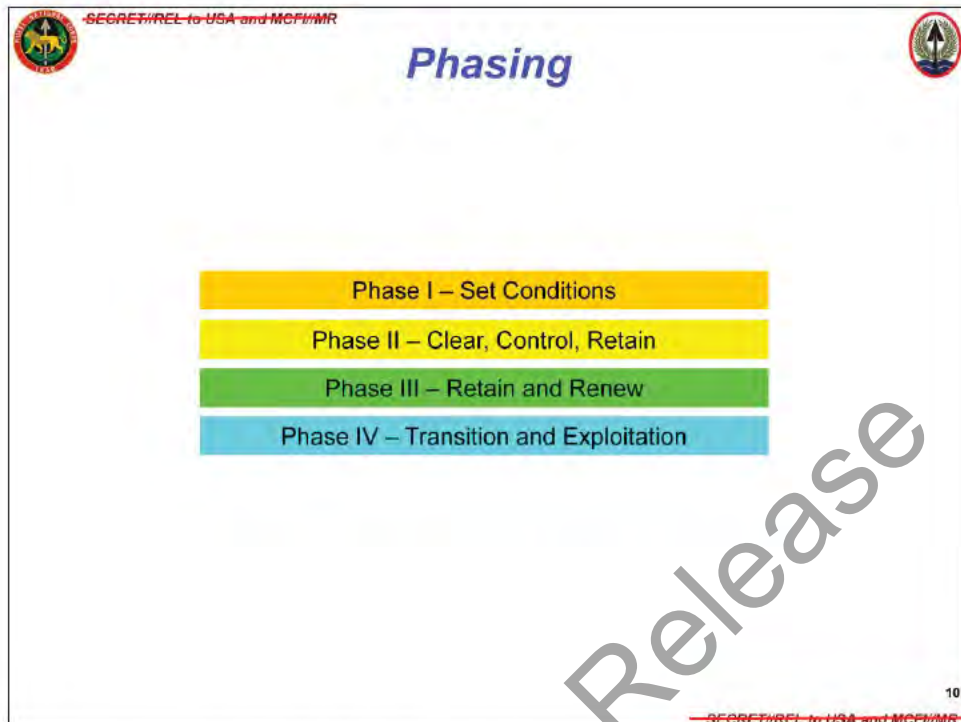 SECRET//REL to USA and MCFI//MR
Phasing
Phase I – Set Conditions
Phase II – Clear, Control, Retain
Phase III – Retain and Renew
Phase IV – Transition and Exploitation
Release
10
SECRET//REL to USA and MCFI//MR